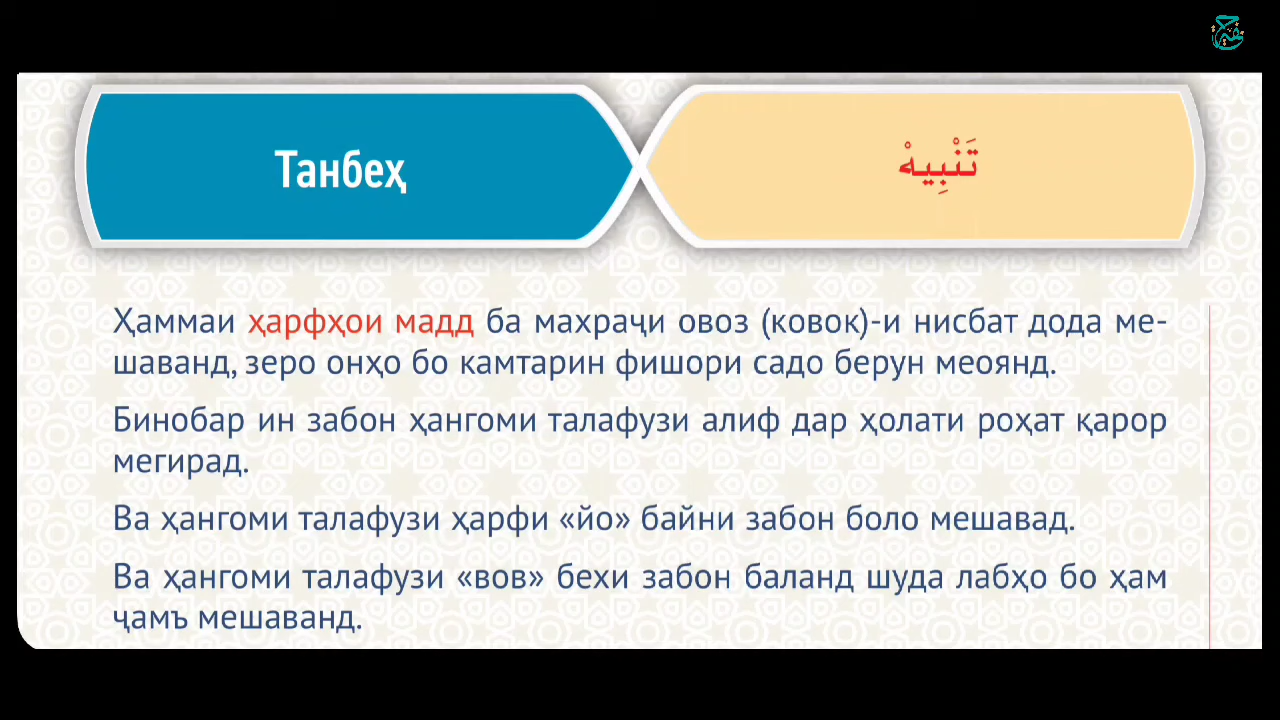 Танбеҳ
تَنْبِيهْ
Ҳаммаи ҳарфҳои мадд ба махраҷи овоз (ковок)-и нисбат дода ме-
шаванд, зеро онҳо бо камтарин фишори садо берун меоянд.
Бинобар ин забон ҳангоми талафузи алиф дар ҳолати роҳат қарор
мегирад.
Ва ҳангоми талафузи ҳарфи «йо» байни забон боло мешавад.
Ва ҳангоми талафузи «вов» бехи забон баланд шуда лабҳо бо ҳам
ҷамъ мешаванд.